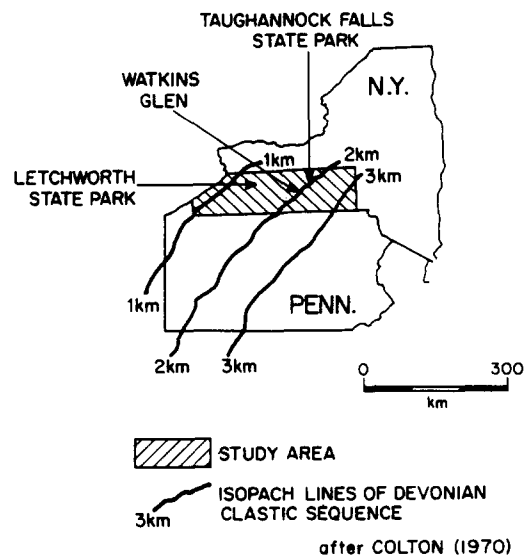 TAUGHANNOCK FALLS
STATE PARK
WATKINS
GLEN
N.Y.
1km
2km
3km
LETCHWORTH
STATE PARK
1km
PENN.
2km
3km
0 300
km
STUDY AREA
3km
ISOPACH LINES OF DEVONIAN
CLASTIC SEQUENCE
after COLTON (1970)